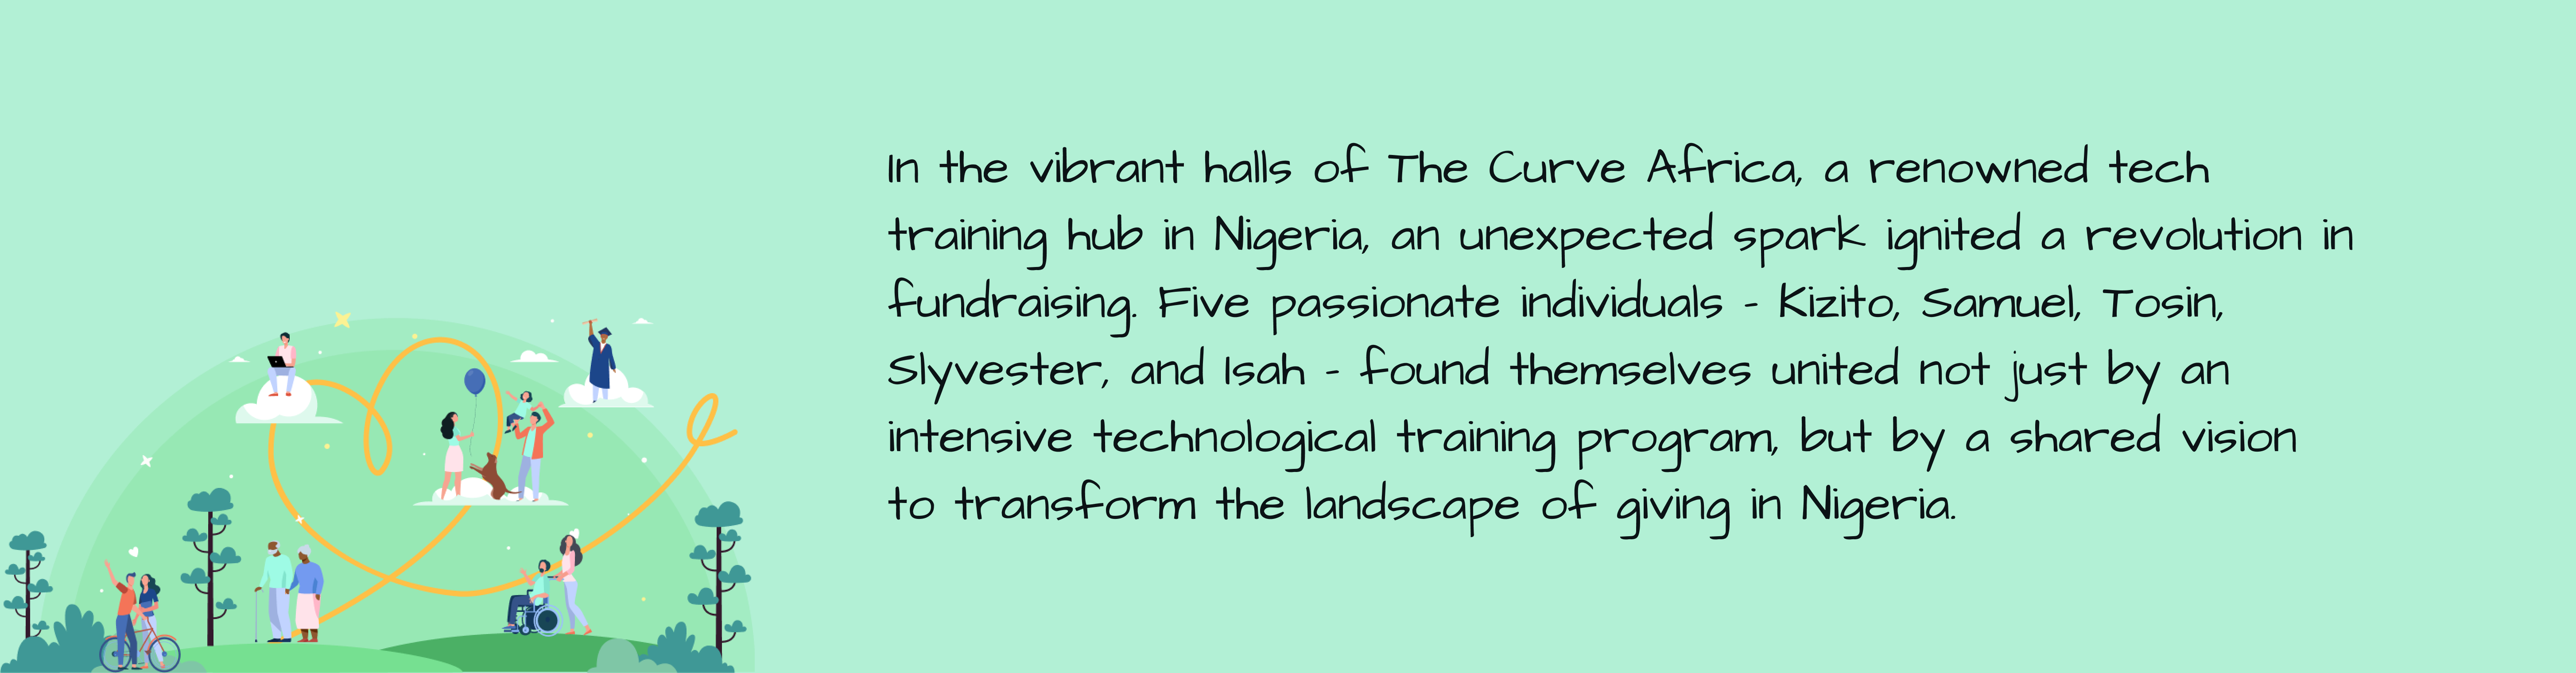 In the vibrant halls of The Curve Africa, a renowned tech
training hub in Nigeria, an unexpected spark ignited a revolution in
fundraising. Five passionate individuals - Kizito, Samuel, Tosin,
Slyvester, and Isah - found themselves united not just by an
intensive technological training program, but by a shared vision
to transform the landscape of giving in Nigeria.